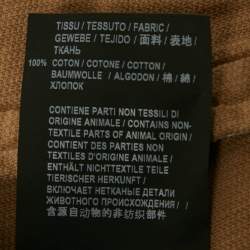 TISSU / TESSUTO / FABRIC /
GEWEBE / TEJIDO / 面料 / 表地 /
ТКАНЬ
100% COTON / COTONE / COTTON /
BAUMWOLLE / ALGODON / 棉 / 綿 /
ХЛОПОК
CONTIENE PARTI NON TESSILI DI
ORIGINE ANIMALE / CONTAINS NON-
TEXTILE PARTS OF ANIMAL ORIGIN /
CONTIENT DES PARTIES NON
TEXTILES D'ORIGINE ANIMALE /
ENTHÄLT NICHTTEXTILE TEILE
TIERISCHER HERKUNFT /
ВКЛЮЧАЕТ НЕТКАНЫЕ ДЕТАЛИ
ЖИВОТНОГО ПРОИСХОЖДЕНИЯ /
含源自动物的非纺织部件